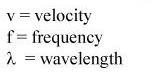 v = velocity
f = frequency
λ = wavelength